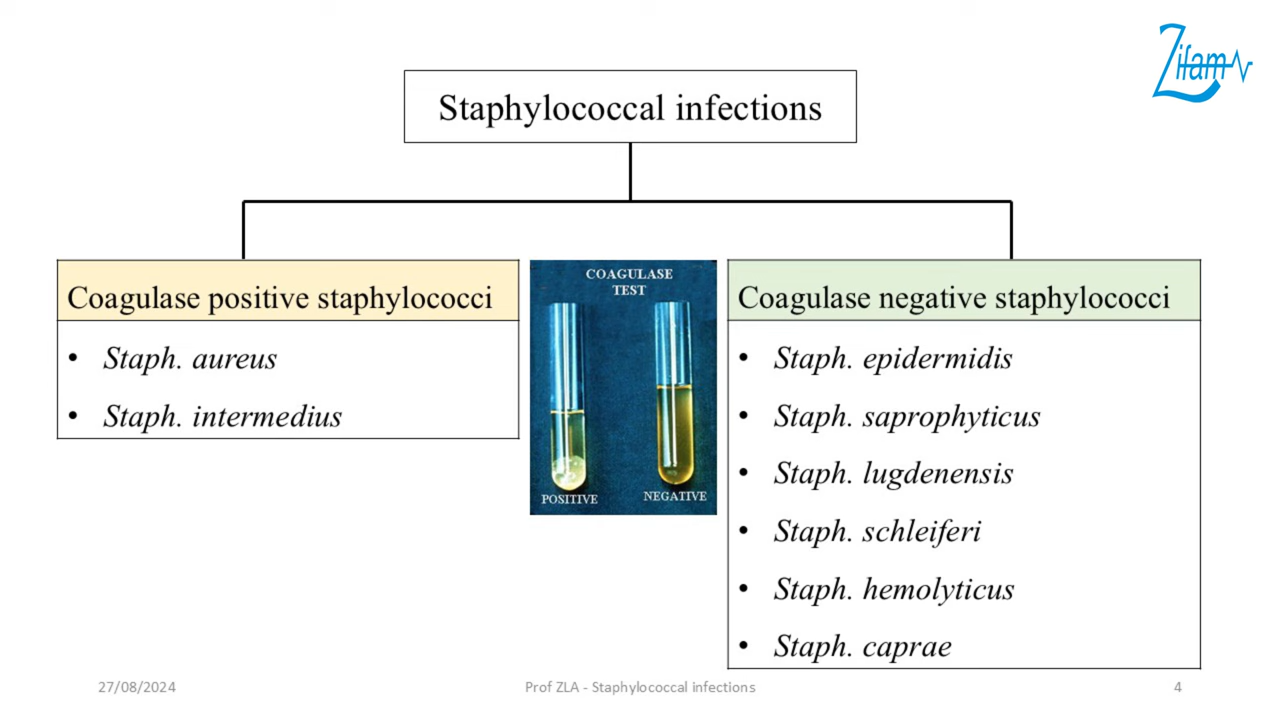 Zifam
Staphylococcal infections
Coagulase positive staphylococci
• Staph. aureus
• Staph. intermedius
COAGULASE
TEST
POSITIVE
NEGATIVE
Coagulase negative staphylococci
• Staph. epidermidis
• Staph. saprophyticus
• Staph. lugdenensis
• Staph. schleiferi
• Staph. hemolyticus
• Staph. caprae
27/08/2024
Prof ZLA - Staphylococcal infections
4